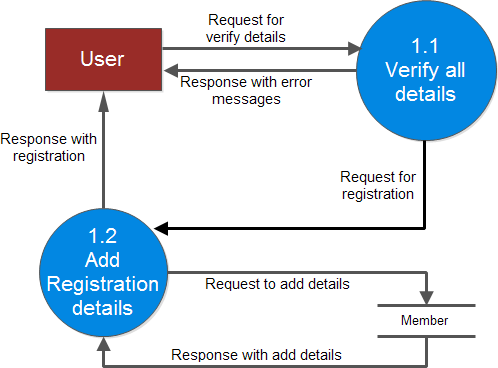 Request for
verify details
User
1.1
Verify all
details
Response with error
messages
Response with
registration
Request for
registration
1.2
Add
Registration
details
Request to add details
Member
Response with add details